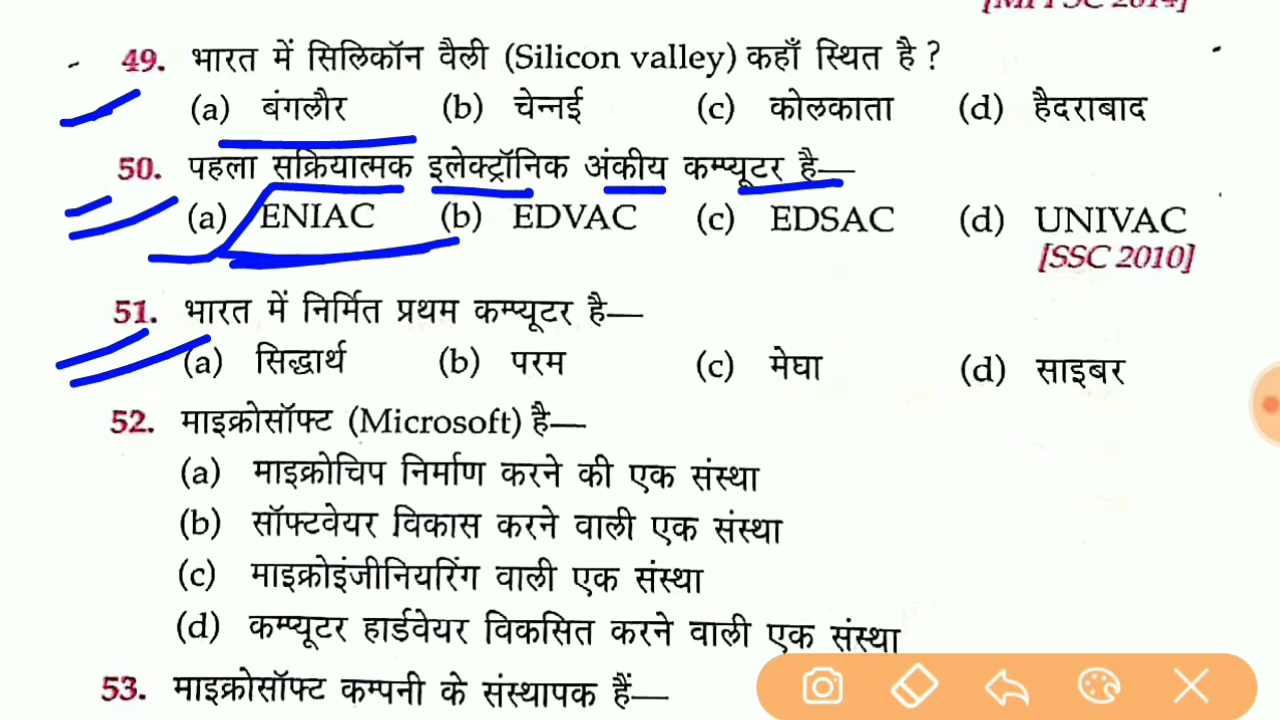 [MPPSC 2014]
49. भारत में सिलिकॉन वैली (Silicon valley) कहाँ स्थित है ?
(a) बंगलौर (b) चेन्नई (c) कोलकाता (d) हैदराबाद
50. पहला सक्रियात्मक इलेक्ट्रॉनिक अंकीय कम्प्यूटर है—
(a) ENIAC (b) EDVAC (c) EDSAC (d) UNIVAC
[SSC 2010]
51. भारत में निर्मित प्रथम कम्प्यूटर है—
(a) सिद्धार्थ (b) परम (c) मेघा (d) साइबर
52. माइक्रोसॉफ्ट (Microsoft) है—
(a) माइक्रोचिप निर्माण करने की एक संस्था
(b) सॉफ्टवेयर विकास करने वाली एक संस्था
(c) माइक्रोइंजीनियरिंग वाली एक संस्था
(d) कम्प्यूटर हार्डवेयर विकसित करने वाली एक संस्था
53. माइक्रोसॉफ्ट कम्पनी के संस्थापक हैं—